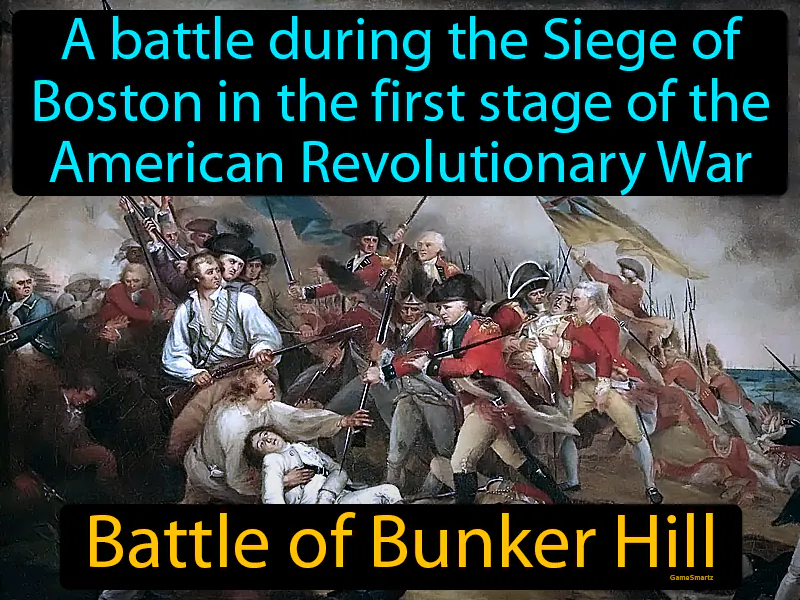 A battle during the Siege of
Boston in the first stage of the
American Revolutionary War
Battle of Bunker Hill
GameSmartz